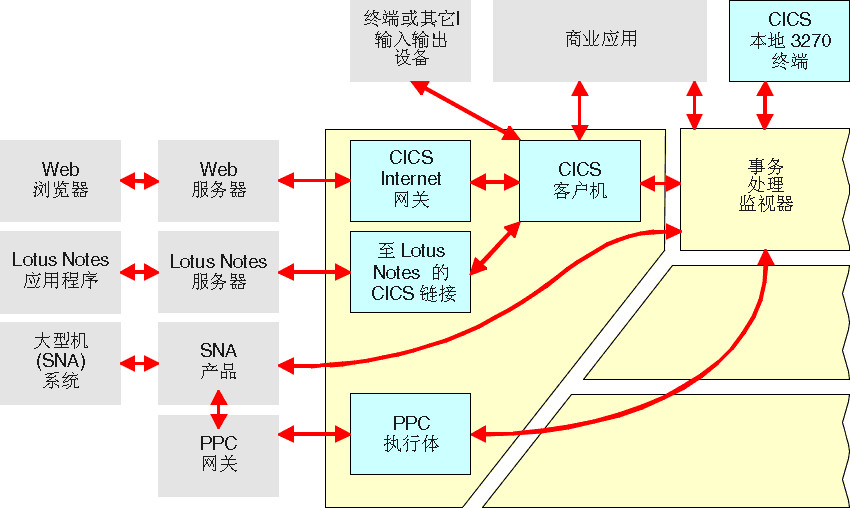 终端或其它I
输入输出
设备
商业应用
CICS
本地 3270
终端
Web
浏览器
Web
服务器
CICS
Internet
网关
CICS
客户机
事务
处理
监视器
Lotus Notes
应用程序
Lotus Notes
服务器
至 Lotus
Notes 的
CICS 链接
大型机
(SNA)
系统
SNA
产品
PPC
网关
PPC
执行体